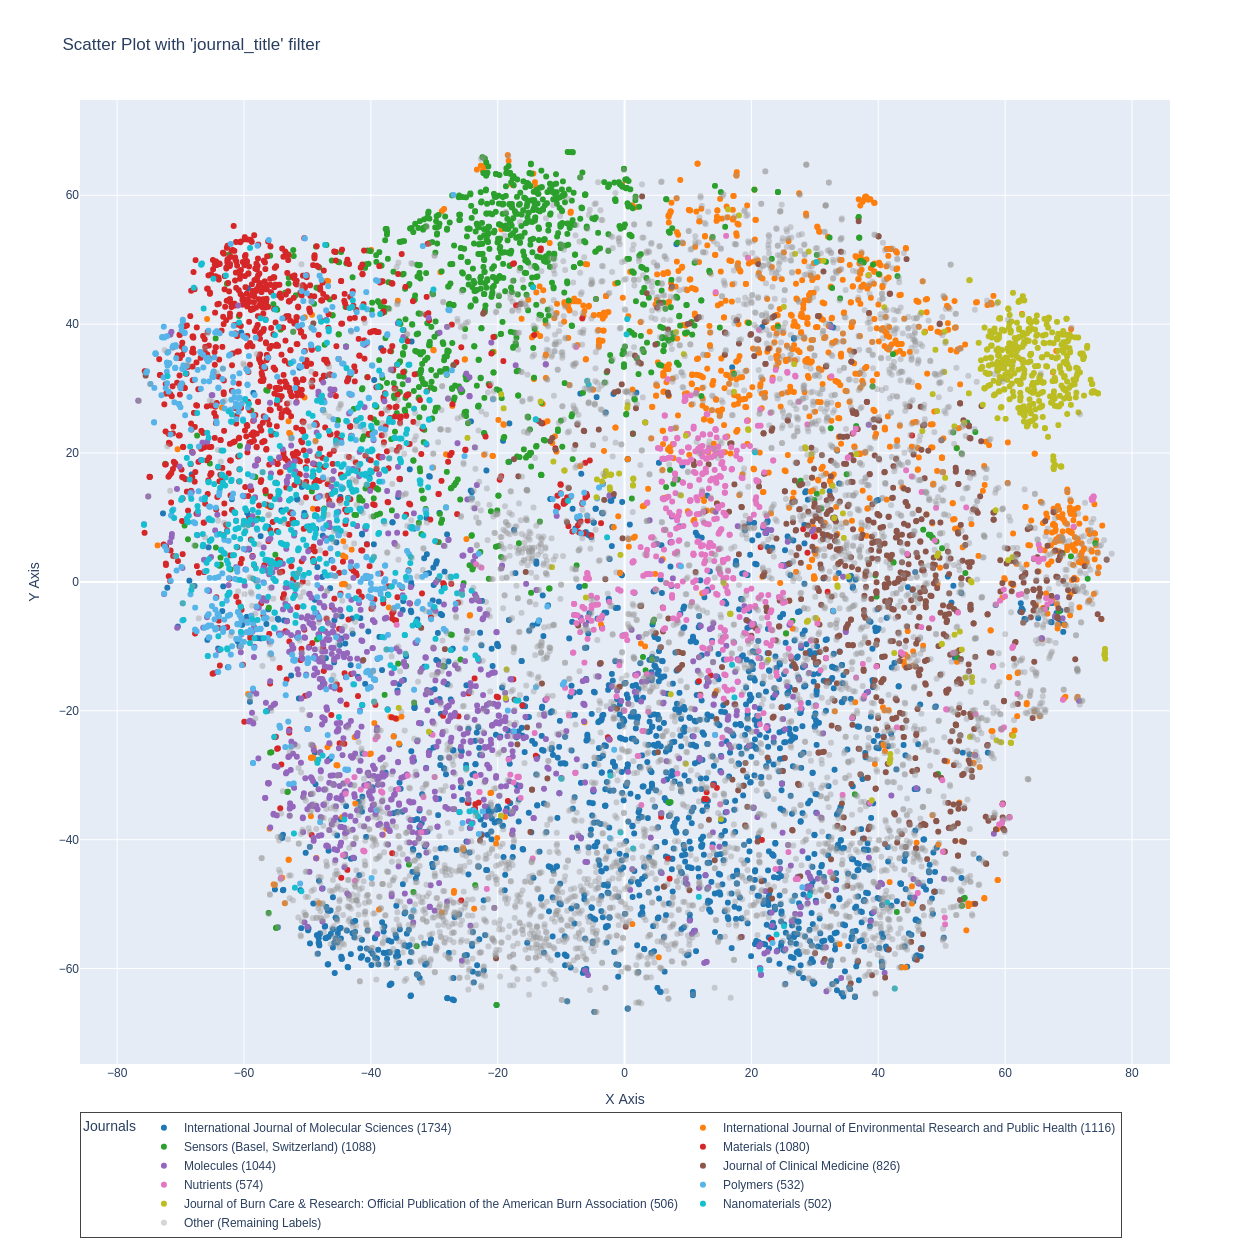 Scatter Plot with 'journal_title' filter
60
40
20
0
−20
−40
−60
Y Axis
−80 −60 −40 −20 0 20 40 60 80
X Axis
Journals
International Journal of Molecular Sciences (1734)
International Journal of Environmental Research and Public Health (1116)
Sensors (Basel, Switzerland) (1088)
Materials (1080)
Molecules (1044)
Journal of Clinical Medicine (826)
Nutrients (574)
Polymers (532)
Journal of Burn Care & Research: Official Publication of the American Burn Association (506)
Nanomaterials (502)
Other (Remaining Labels)